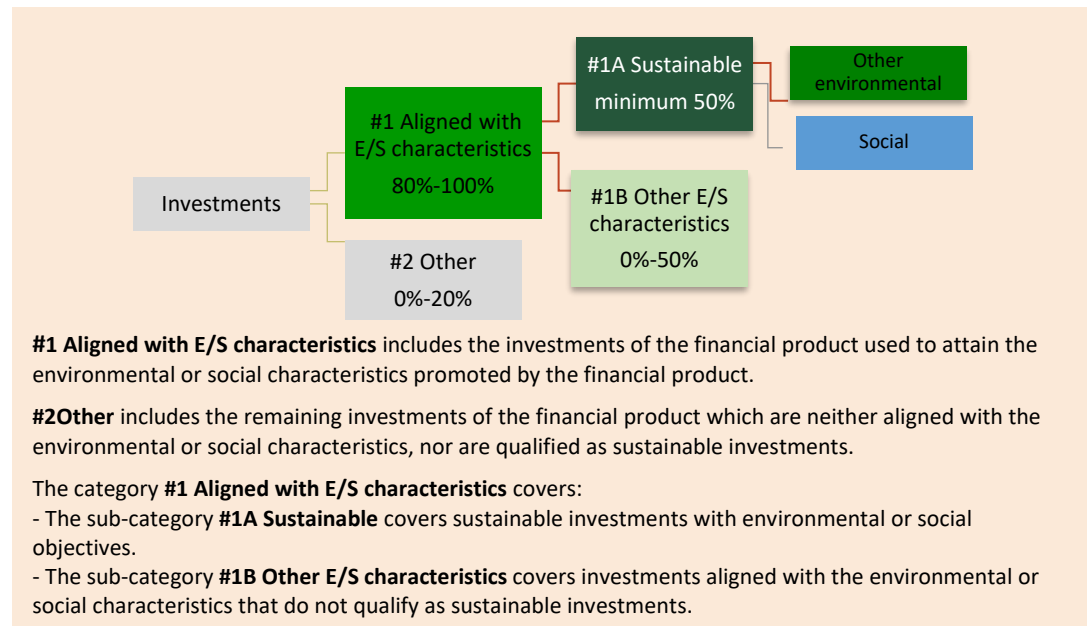 #1A Sustainable
minimum 50%
Other
environmental
#1 Aligned with
E/S characteristics
80%-100%
Social
Investments
#1B Other E/S
characteristics
0%-50%
#2 Other
0%-20%
#1 Aligned with E/S characteristics includes the investments of the financial product used to attain the
environmental or social characteristics promoted by the financial product.
#2Other includes the remaining investments of the financial product which are neither aligned with the
environmental or social characteristics, nor are qualified as sustainable investments.
The category #1 Aligned with E/S characteristics covers:
- The sub-category #1A Sustainable covers sustainable investments with environmental or social
objectives.
- The sub-category #1B Other E/S characteristics covers investments aligned with the environmental or
social characteristics that do not qualify as sustainable investments.